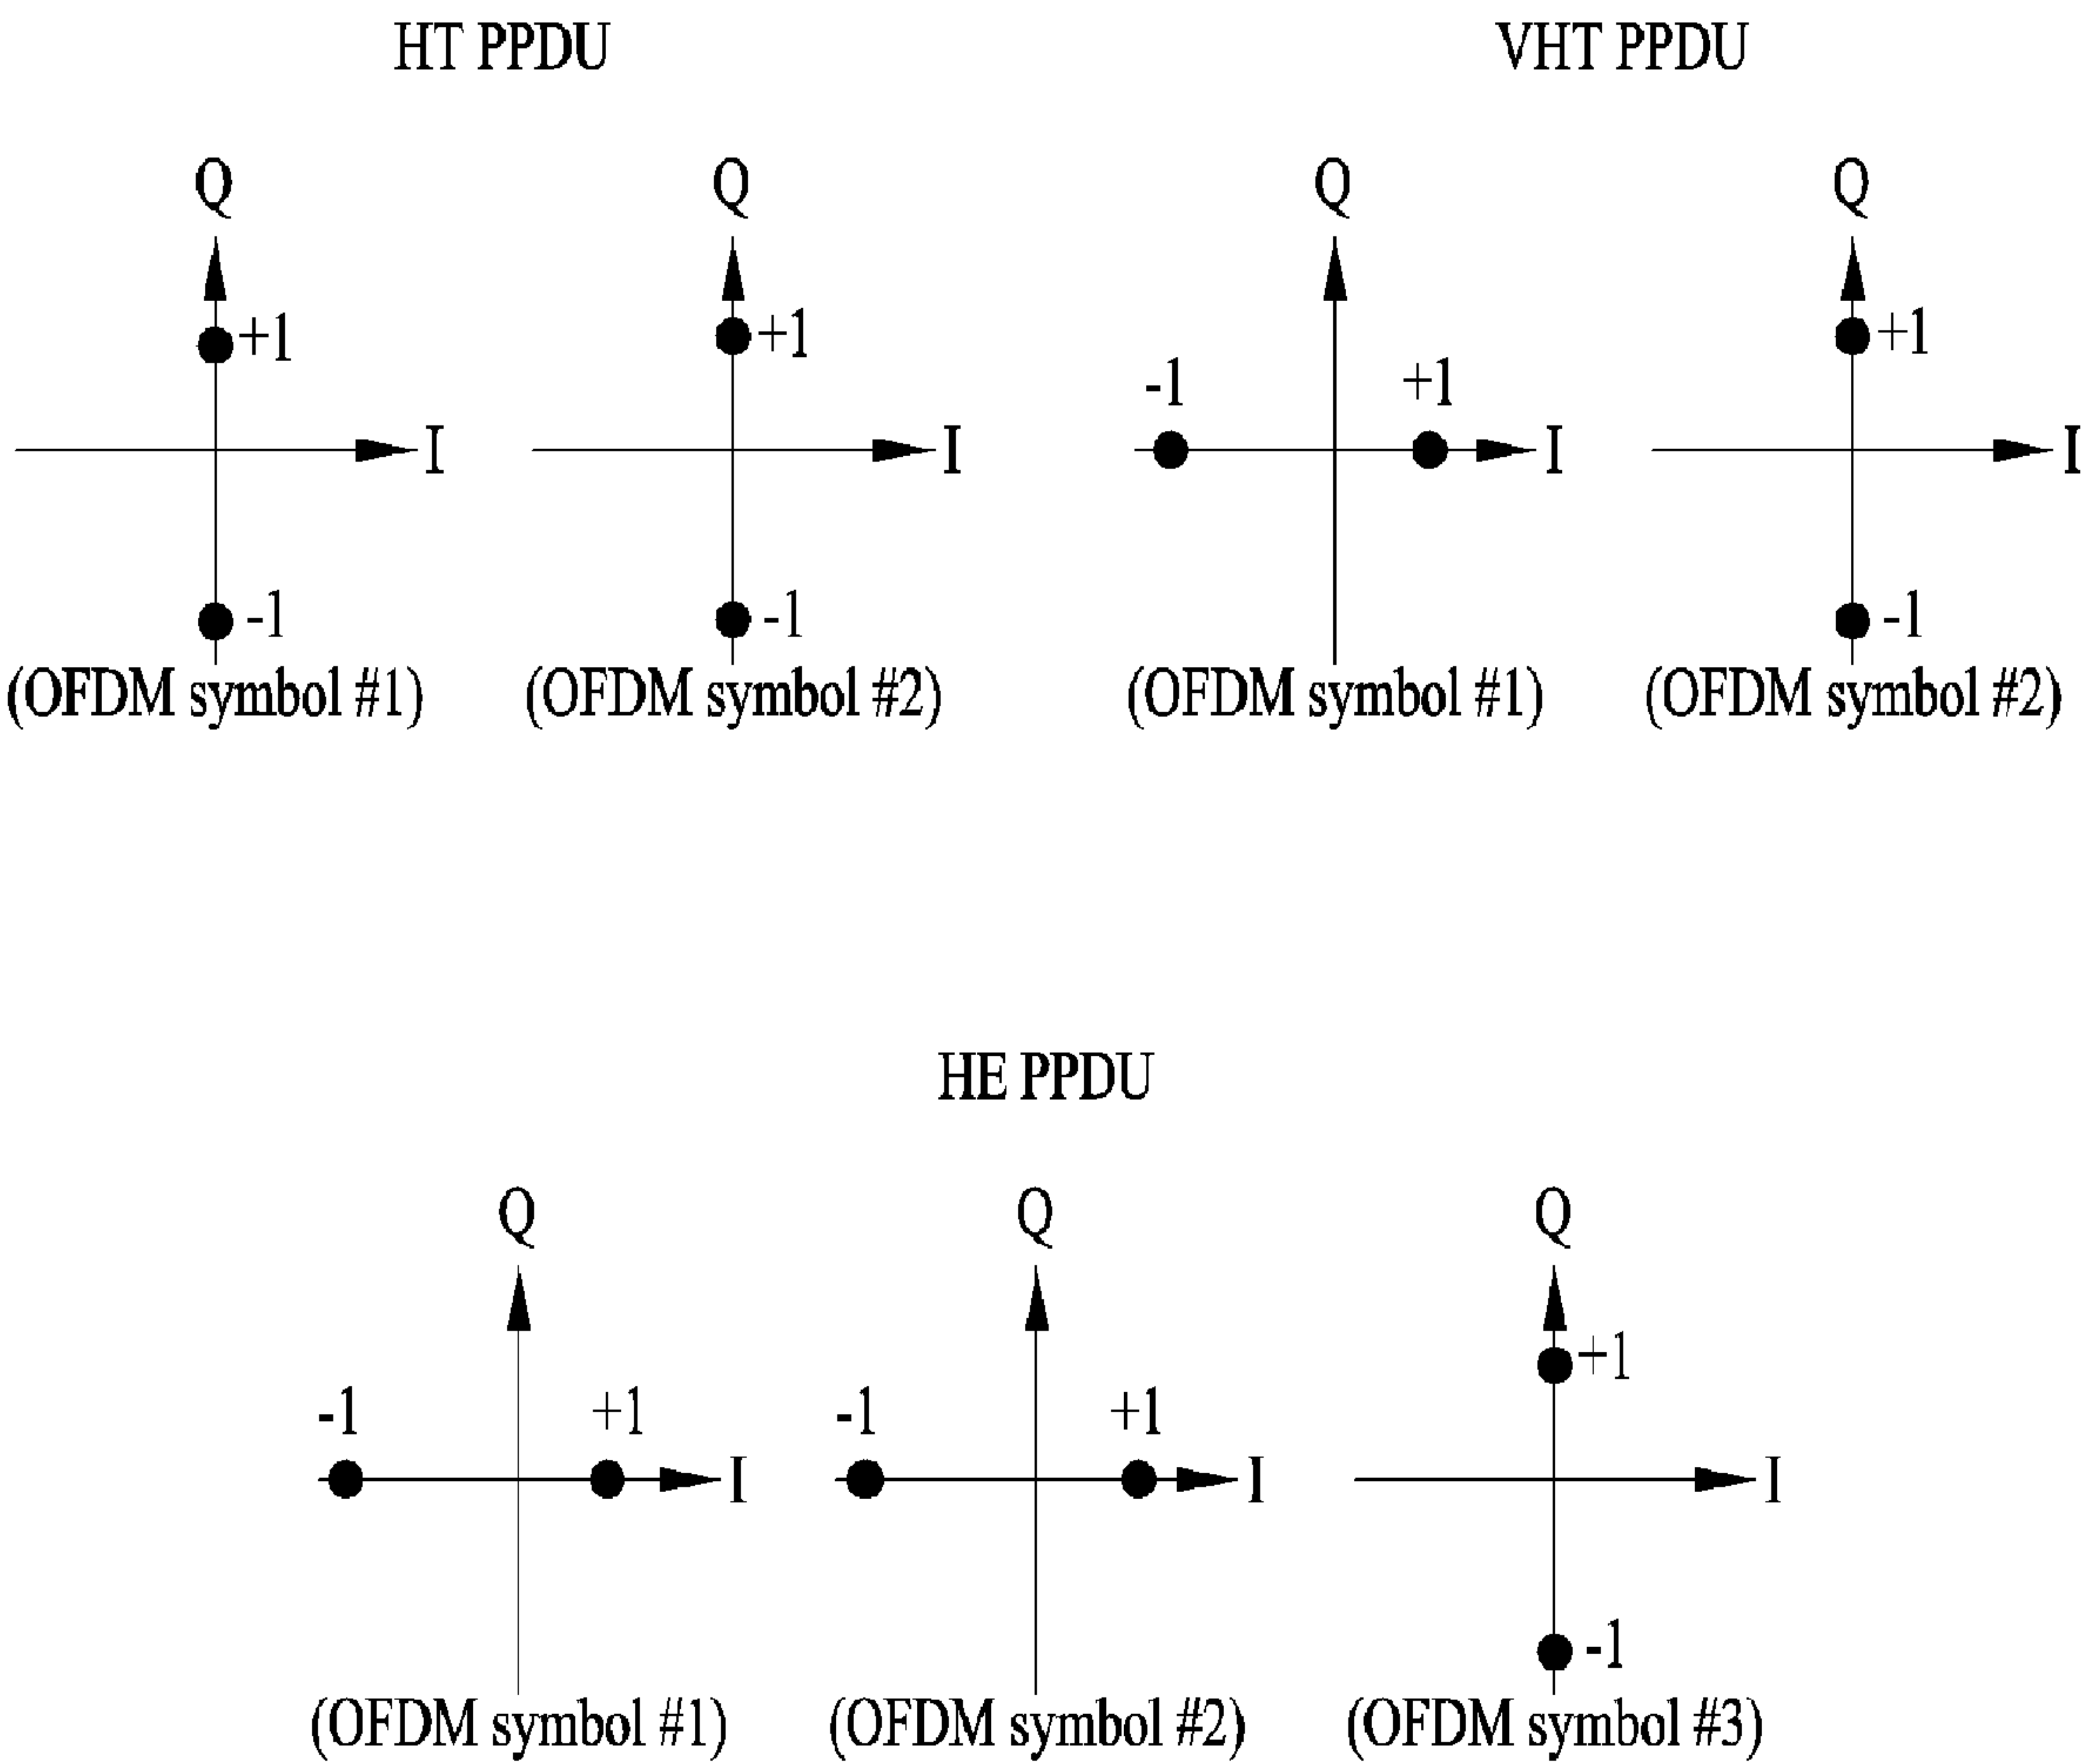 HT PPDU
VHT PPDU
Q
Q
Q
Q
+1
+1
-1
+1
+1
I
I
I
I
-1
-1
-1
(OFDM symbol #1)
(OFDM symbol #2)
(OFDM symbol #1)
(OFDM symbol #2)
HE PPDU
Q
Q
Q
+1
-1
+1
-1
+1
I
I
I
-1
(OFDM symbol #1)
(OFDM symbol #2)
(OFDM symbol #3)